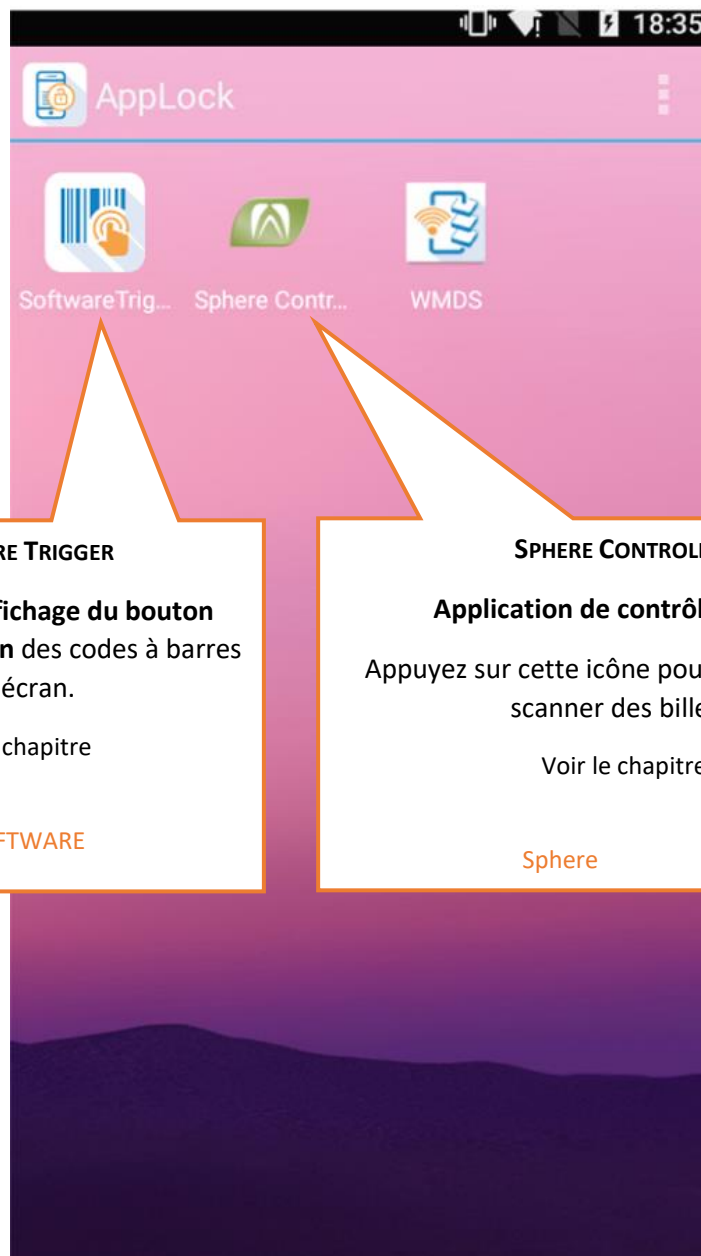 18:35
AppLock
SoftwareTrig...
Sphere Contr...
WMDS
RE TRIGGER
fichage du bouton
n des codes à barres
écran.
chapitre
FTWARE
SPHERE CONTROL
Application de contrôl
Appuyez sur cette icône pou
scanner des bille
Voir le chapitre
Sphere